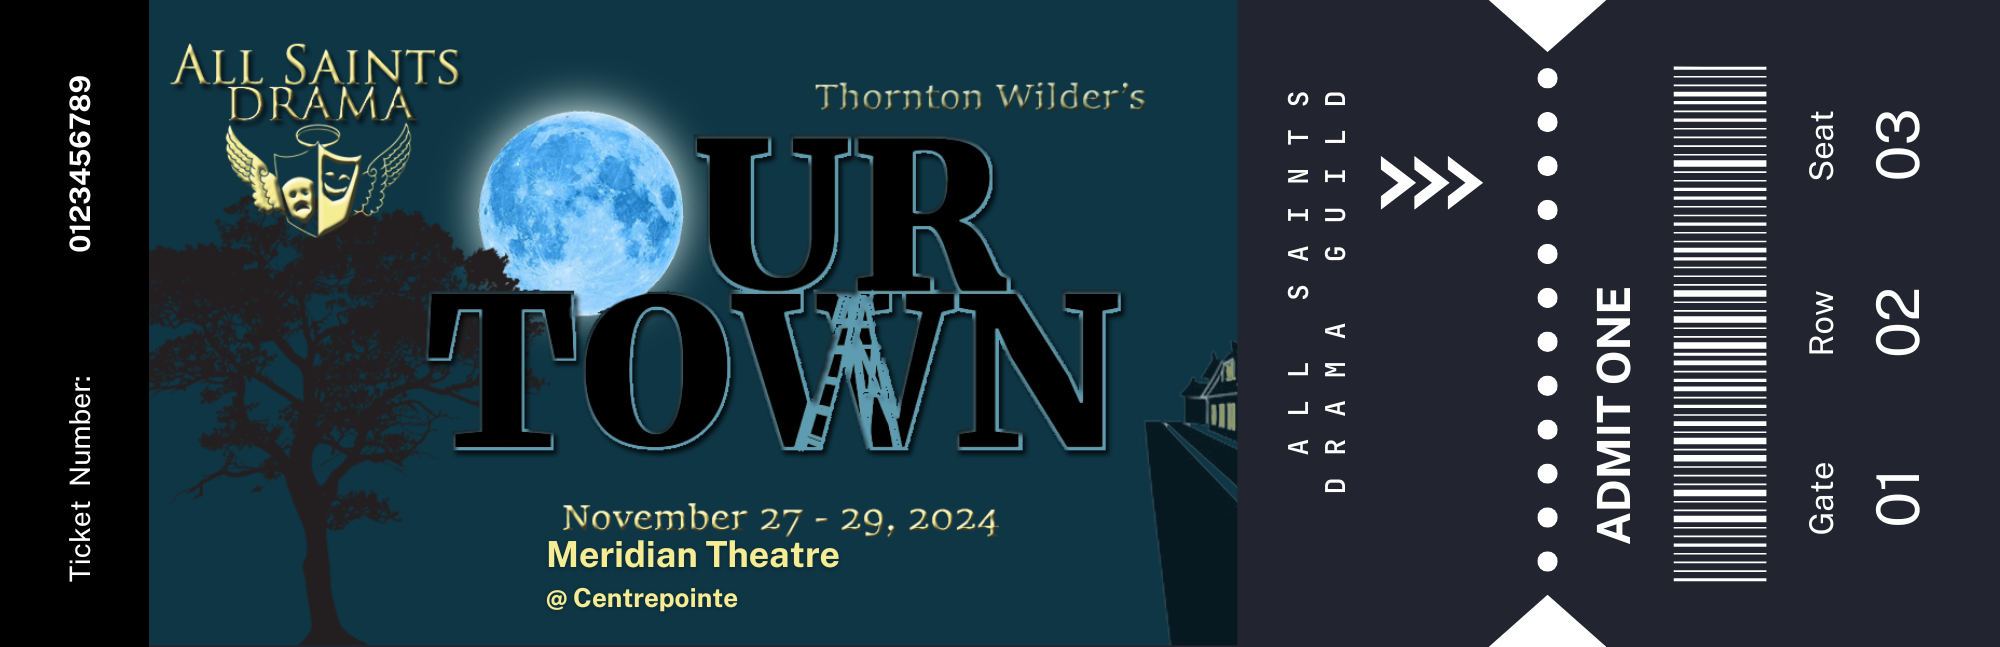 Ticket Number: 0123456789
ALL SAINTS
DRAMA
Thornton Wilder's
OUR
TOWN
November 27 - 29, 2024
Meridian Theatre
@ Centrepointe
ALL SAINTS
DRAMA GUILD
ADMIT ONE
Gate 01
Row 02
Seat 03